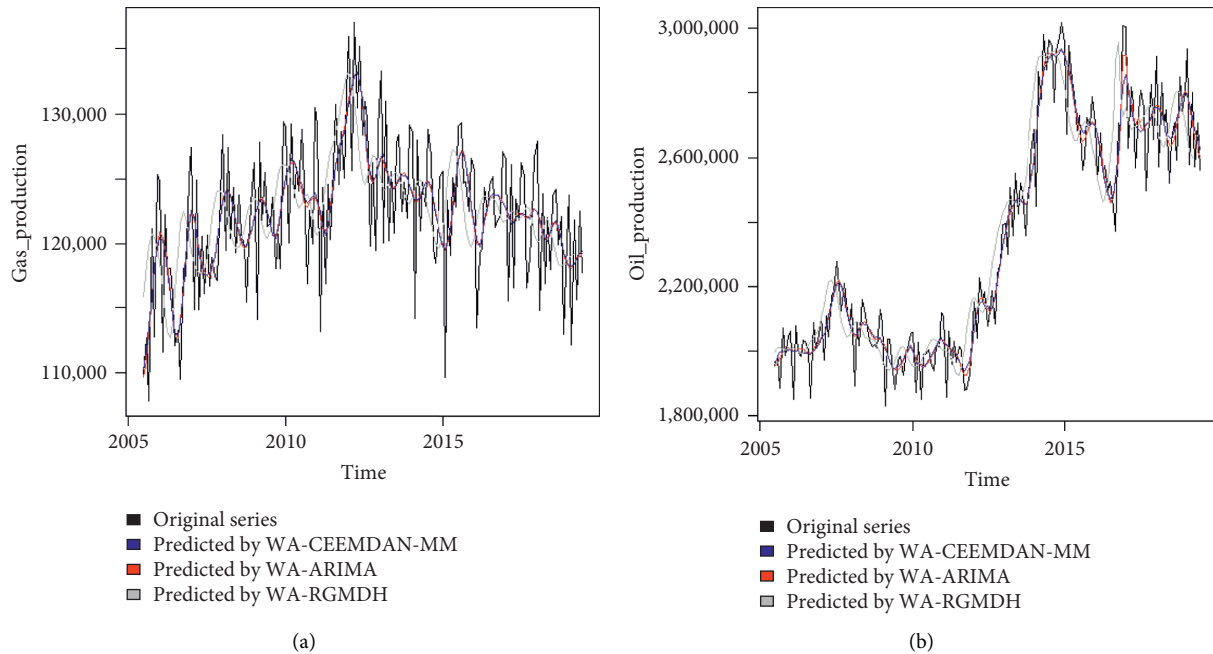 Gas_production
130,000
120,000
110,000
2005
2010
2015
Time
Original series
Predicted by WA-CEEMDAN-MM
Predicted by WA-ARIMA
Predicted by WA-RGMDH
(a)
Oil_production
3,000,000
2,600,000
2,200,000
1,800,000
2005
2010
2015
Time
Original series
Predicted by WA-CEEMDAN-MM
Predicted by WA-ARIMA
Predicted by WA-RGMDH
(b)